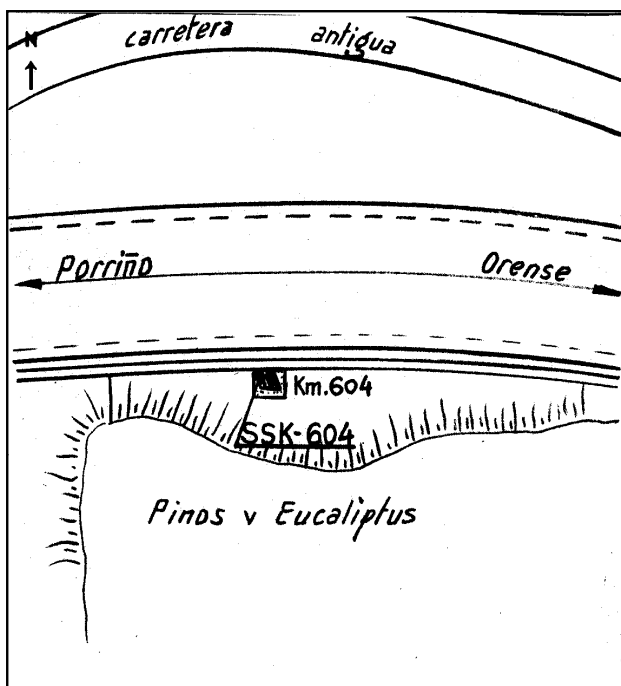 carretera antigua
N
Porriño Orense
Km.604
SSK-604
Pinos y Eucaliptus